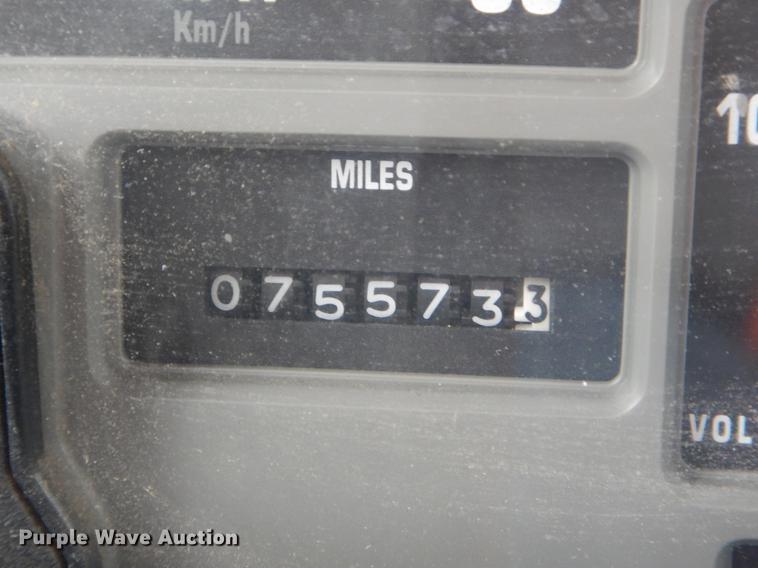 Km/h
MILES
0755733
10
VOL
Purple Wave Auction